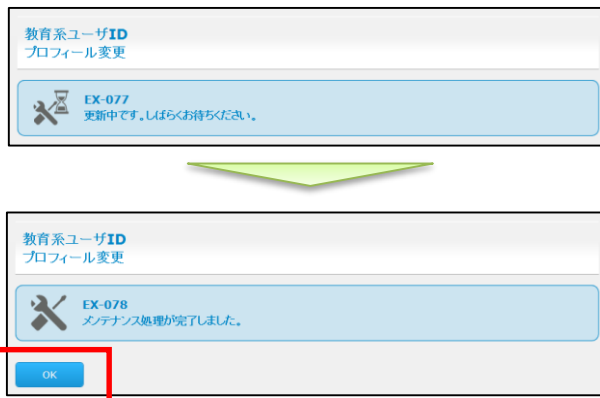 教育系ユーザID
プロフィール変更
EX-077
更新中です。しばらくお待ちください。
教育系ユーザID
プロフィール変更
EX-078
メンテナンス処理が完了しました。
OK